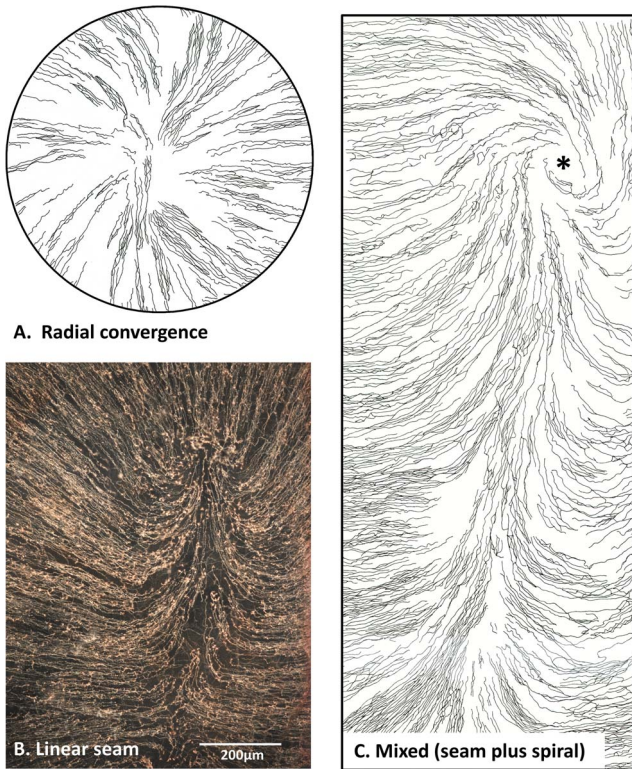 *
A. Radial convergence
B. Linear seam
200μm
C. Mixed (seam plus spiral)